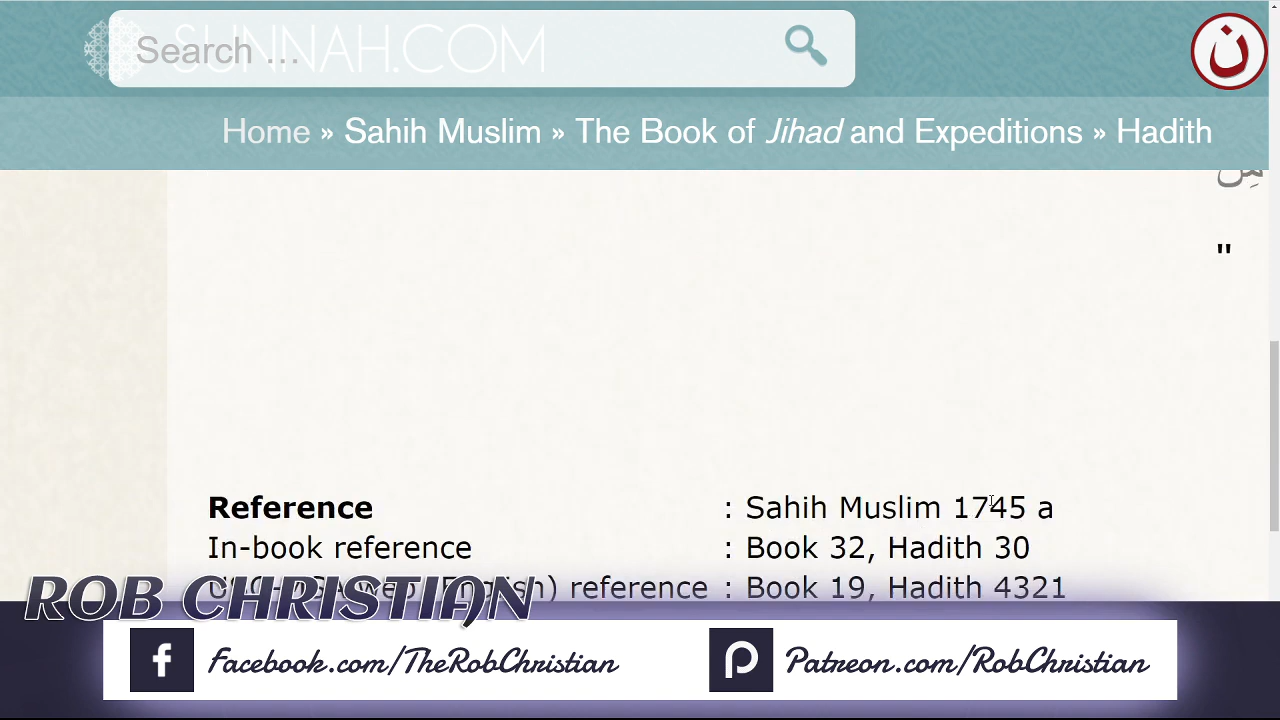 Search ... SUNNAH.COM
ن
Home » Sahih Muslim » The Book of Jihad and Expeditions » Hadith
مِن
"
Reference : Sahih Muslim 1745 a
In-book reference : Book 32, Hadith 30
(English) reference : Book 19, Hadith 4321
ROB CHRISTIAN
Facebook.com/TheRobChristian
Patreon.com/RobChristian